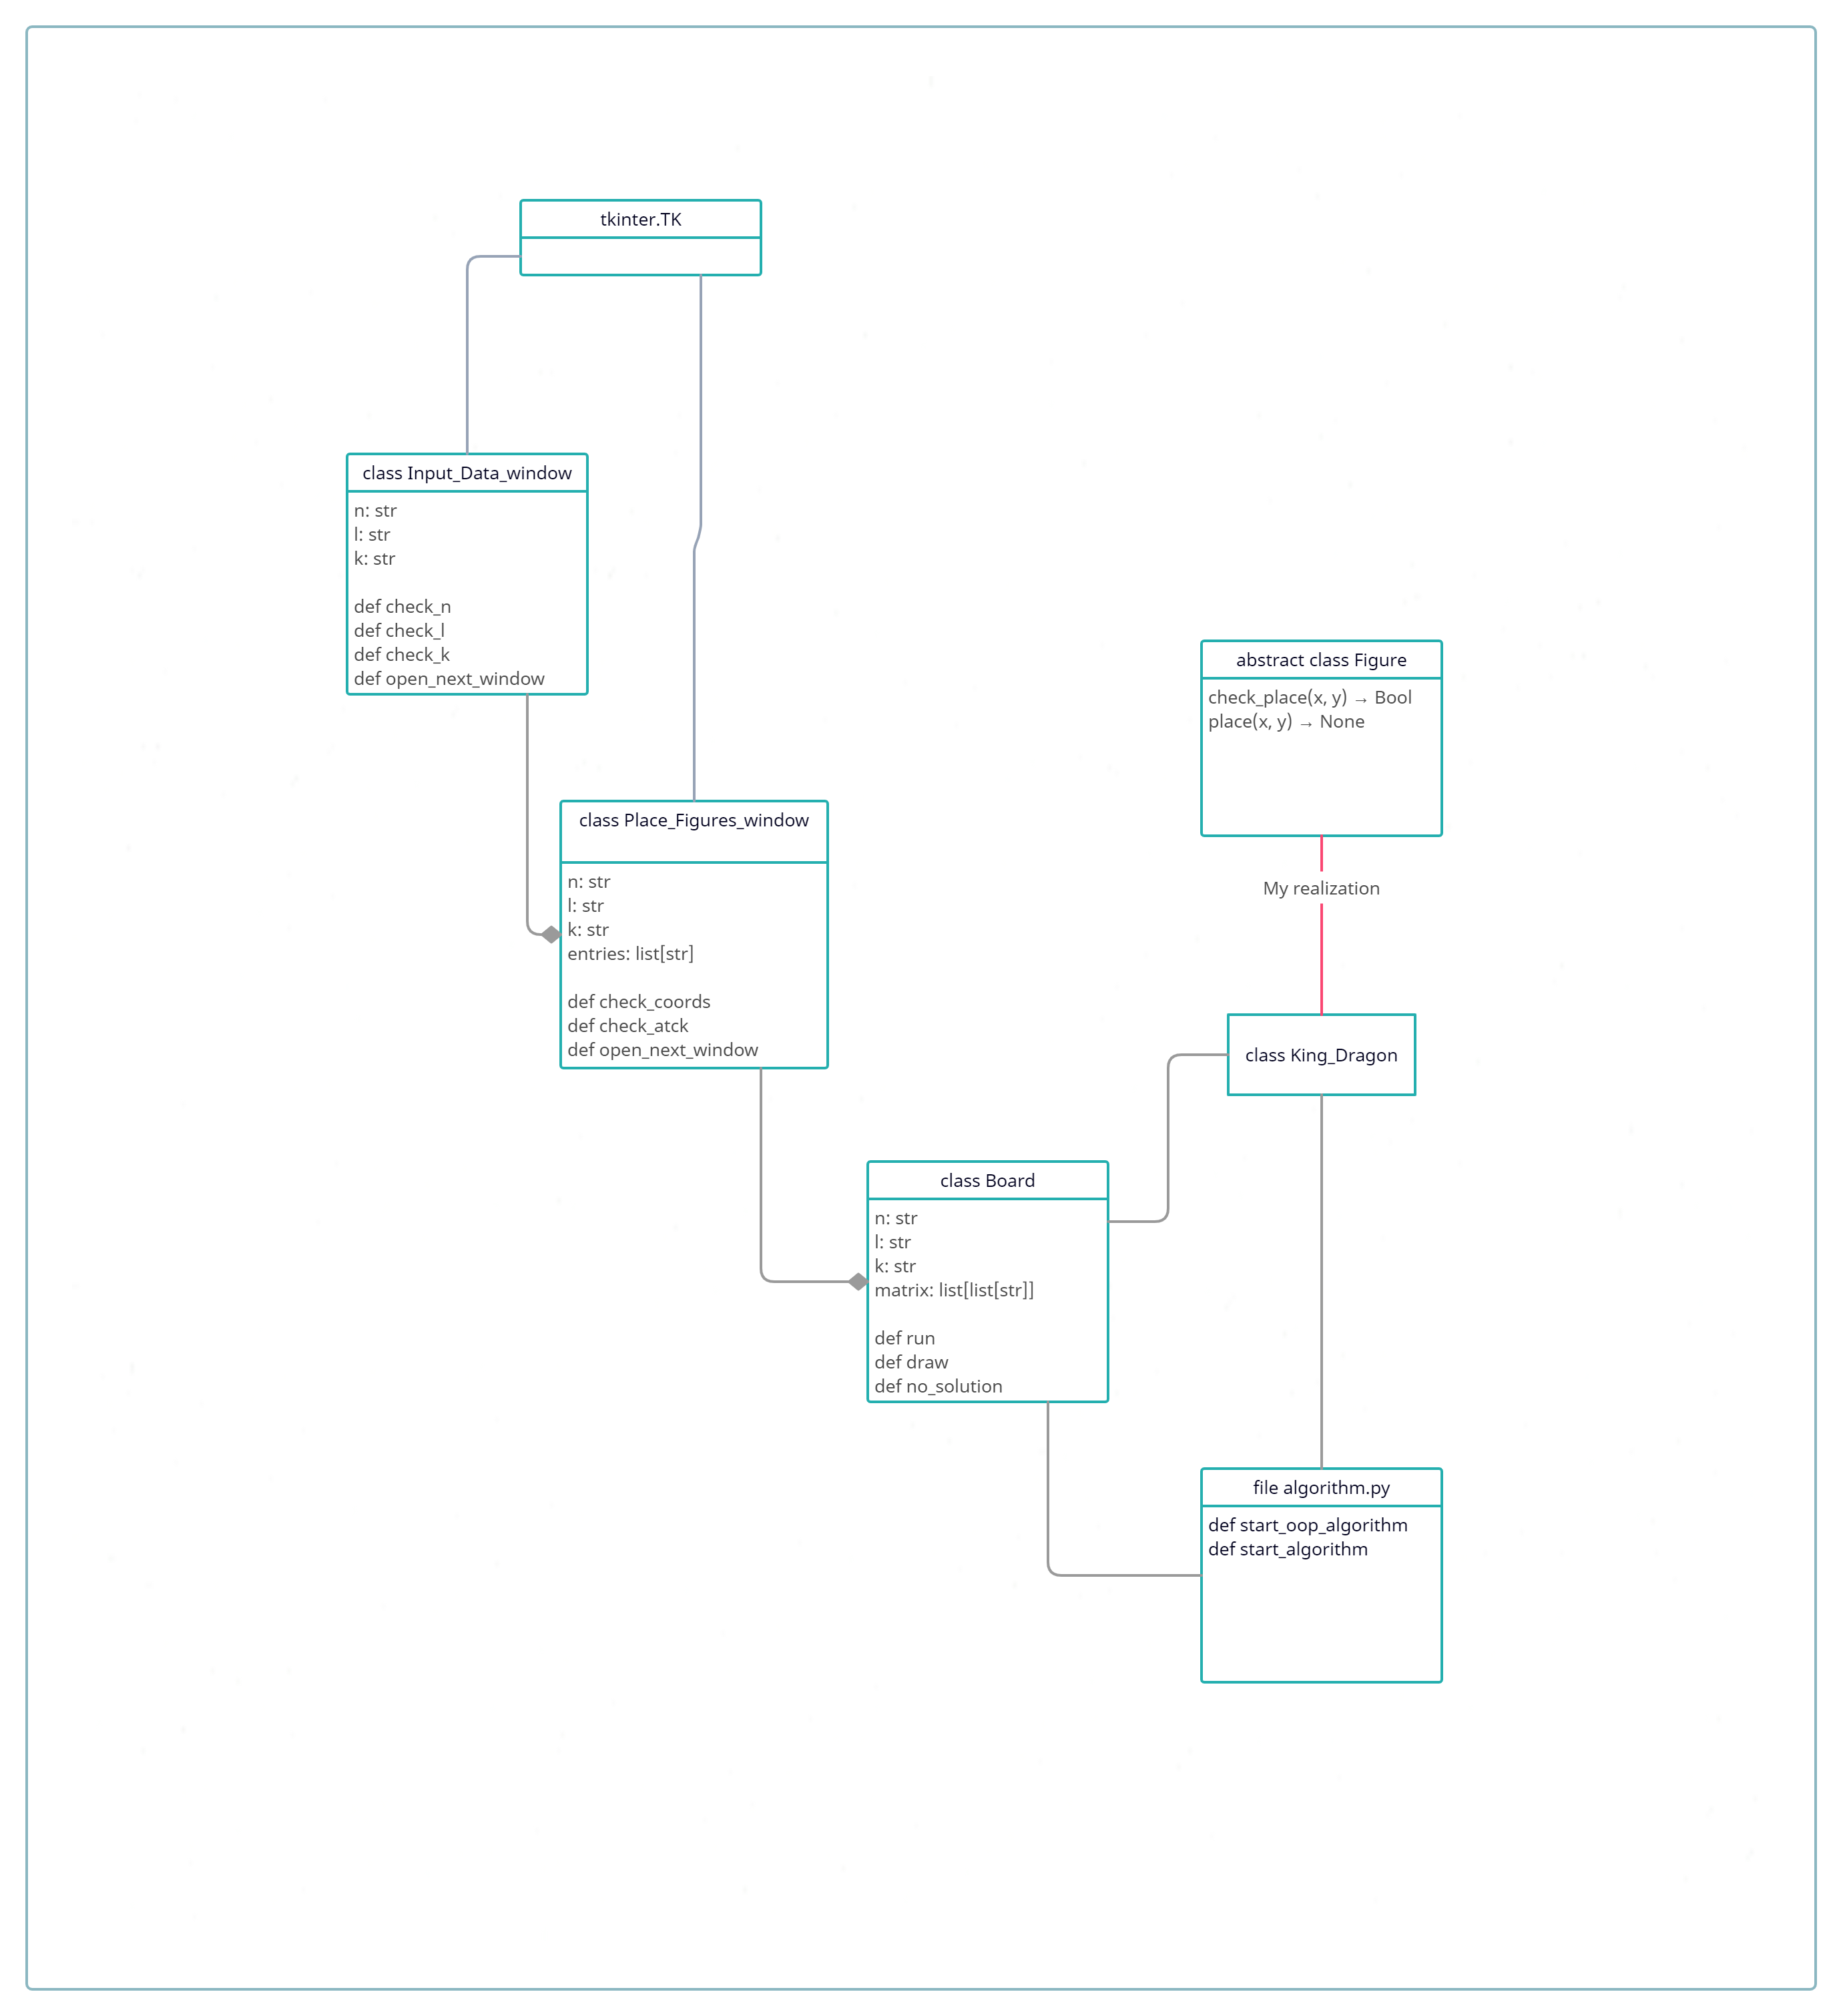 tkinter.TK
class Input_Data_window
n: str
l: str
k: str
def check_n
def check_l
def check_k
def open_next_window
abstract class Figure
check_place(x, y) → Bool
place(x, y) → None
class Place_Figures_window
n: str
l: str
k: str
entries: list[str]
def check_coords
def check_atck
def open_next_window
My realization
class King_Dragon
class Board
n: str
l: str
k: str
matrix: list[list[str]]
def run
def draw
def no_solution
file algorithm.py
def start_oop_algorithm
def start_algorithm